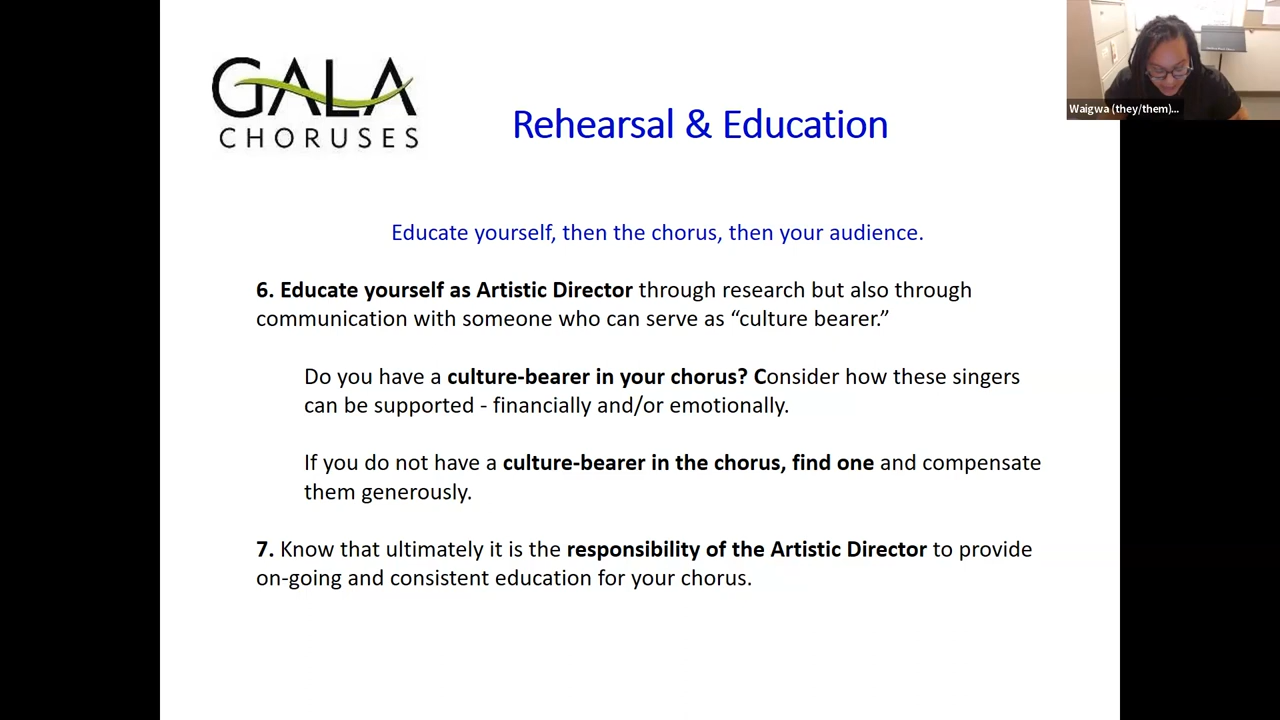 GALA
CHORUSES
Rehearsal & Education
Waigwa (they/them)...
Educate yourself, then the chorus, then your audience.
6. Educate yourself as Artistic Director through research but also through
communication with someone who can serve as “culture bearer.”
Do you have a culture-bearer in your chorus? Consider how these singers
can be supported - financially and/or emotionally.
If you do not have a culture-bearer in the chorus, find one and compensate
them generously.
7. Know that ultimately it is the responsibility of the Artistic Director to provide
on-going and consistent education for your chorus.